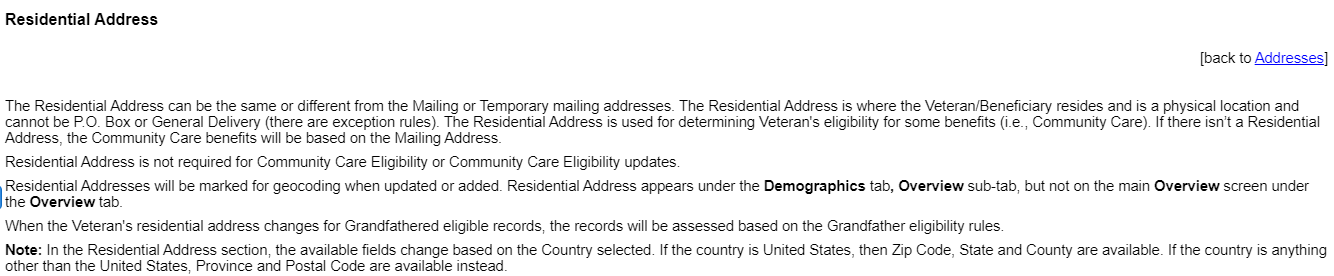 Residential Address
[back to Addresses]
The Residential Address can be the same or different from the Mailing or Temporary mailing addresses. The Residential Address is where the Veteran/Beneficiary resides and is a physical location and
cannot be P.O. Box or General Delivery (there are exception rules). The Residential Address is used for determining Veteran's eligibility for some benefits (i.e., Community Care). If there isn't a Residential
Address, the Community Care benefits will be based on the Mailing Address.
Residential Address is not required for Community Care Eligibility or Community Care Eligibility updates.
Residential Addresses will be marked for geocoding when updated or added. Residential Address appears under the Demographics tab, Overview sub-tab, but not on the main Overview screen under
the Overview tab.
When the Veteran's residential address changes for Grandfathered eligible records, the records will be assessed based on the Grandfather eligibility rules.
Note: In the Residential Address section, the available fields change based on the Country selected. If the country is United States, then Zip Code, State and County are available. If the country is anything
other than the United States, Province and Postal Code are available instead.